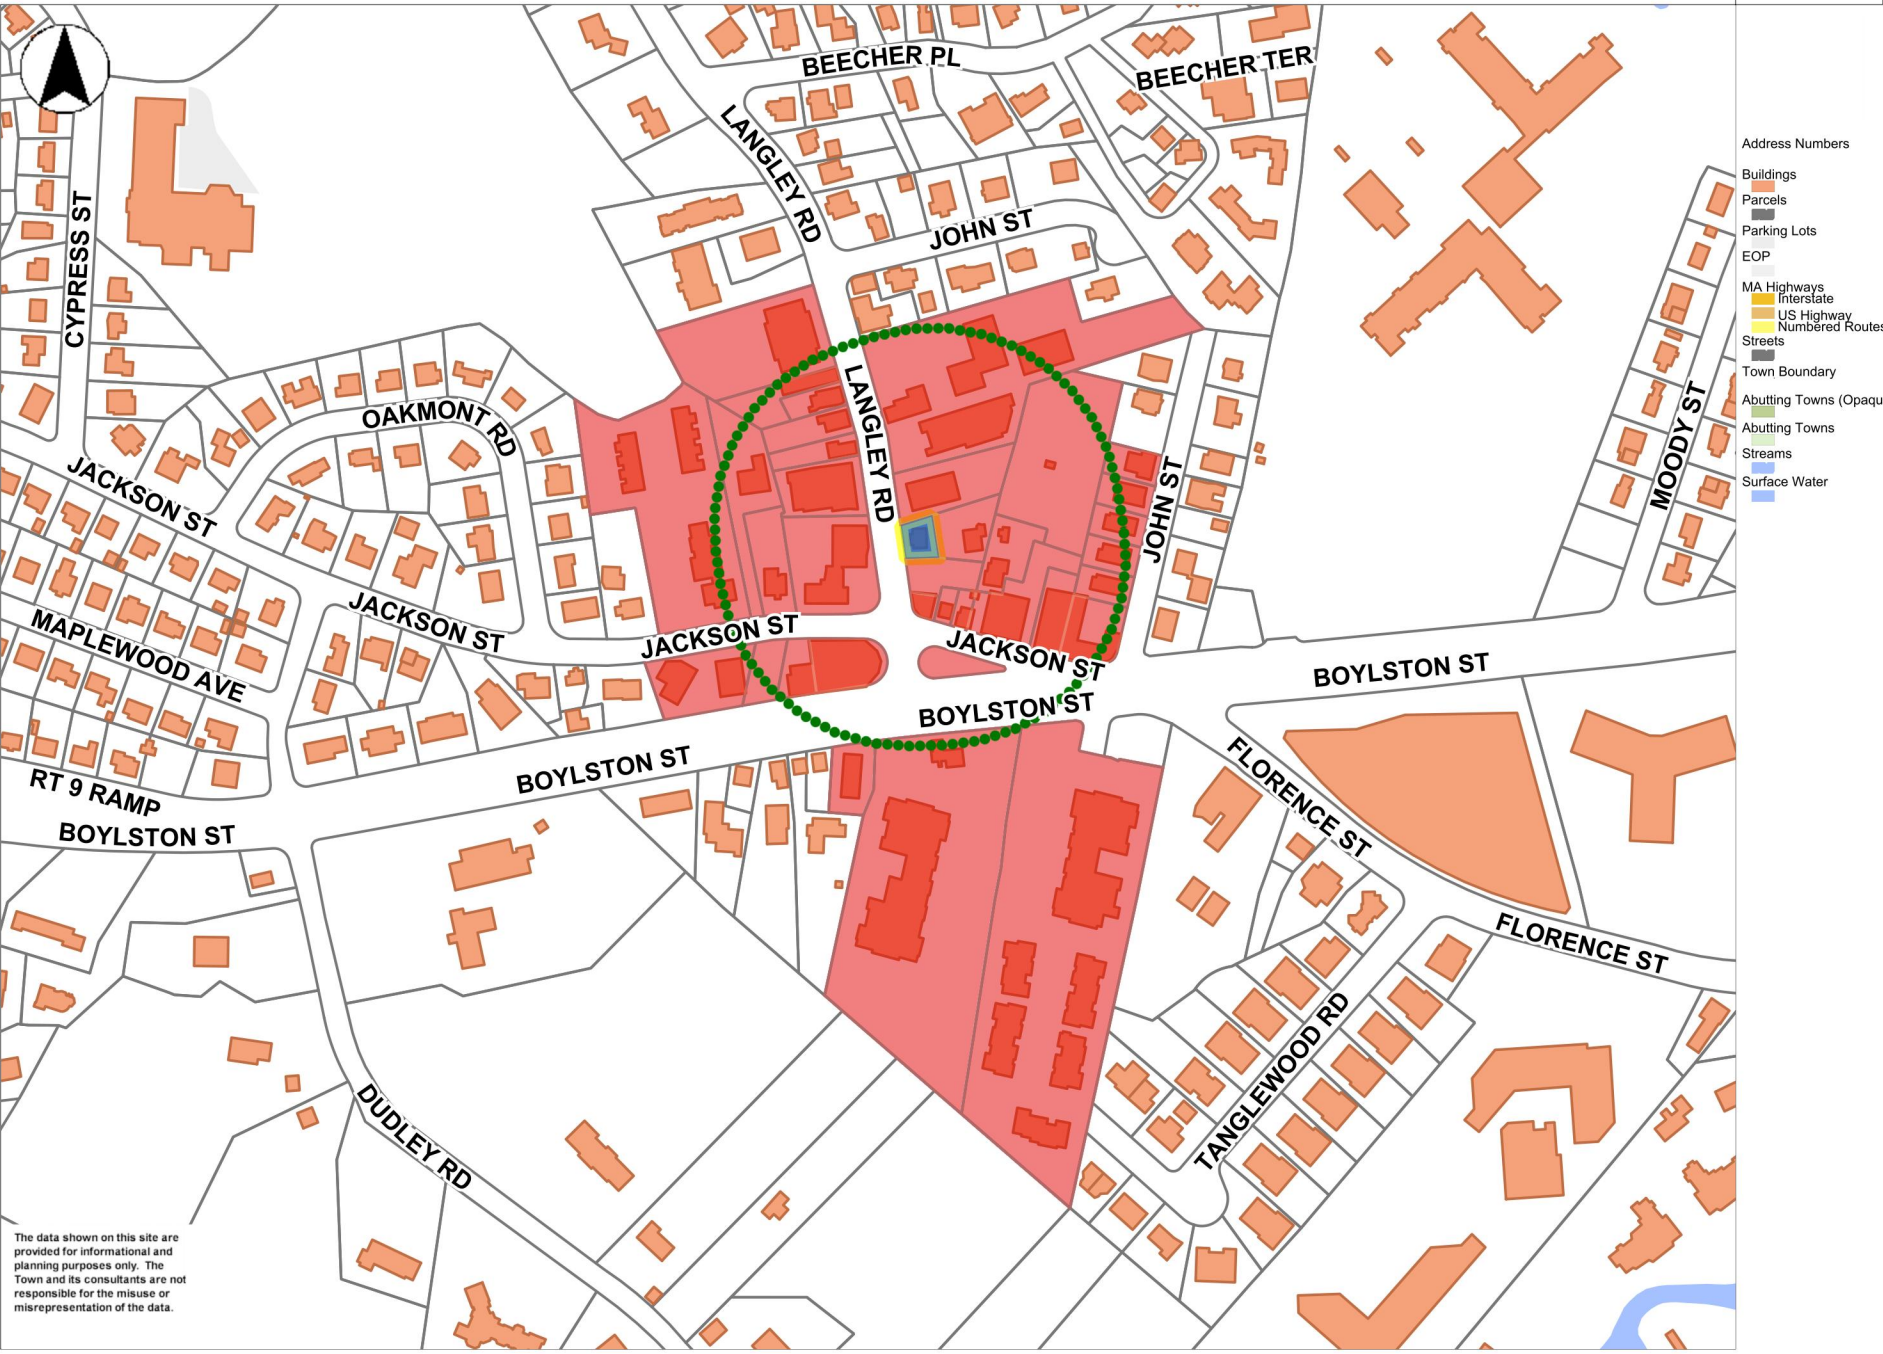 BEECHER PL
BEECHER TER
LANGLEY RD
JOHN ST
CYPRESS ST
OAKMONT RD
LANGLEY RD
JACKSON ST
JOHN ST
MOODY ST
JACKSON ST
JACKSON ST
JACKSON ST
MAPLEWOOD AVE
BOYLSTON ST
BOYLSTON ST
BOYLSTON ST
RT 9 RAMP
BOYLSTON ST
FLORENCE ST
FLORENCE ST
TANGLEWOOD RD
DUDLEY RD
The data shown on this site are
provided for informational and
planning purposes only. The
Town and its consultants are not
responsible for the misuse or
misrepresentation of the data.
Address Numbers
Buildings
Parcels
Parking Lots
EOP
MA Highways
Interstate
US Highway
Numbered Routes
Streets
Town Boundary
Abutting Towns (Opaqu
Abutting Towns
Streams
Surface Water